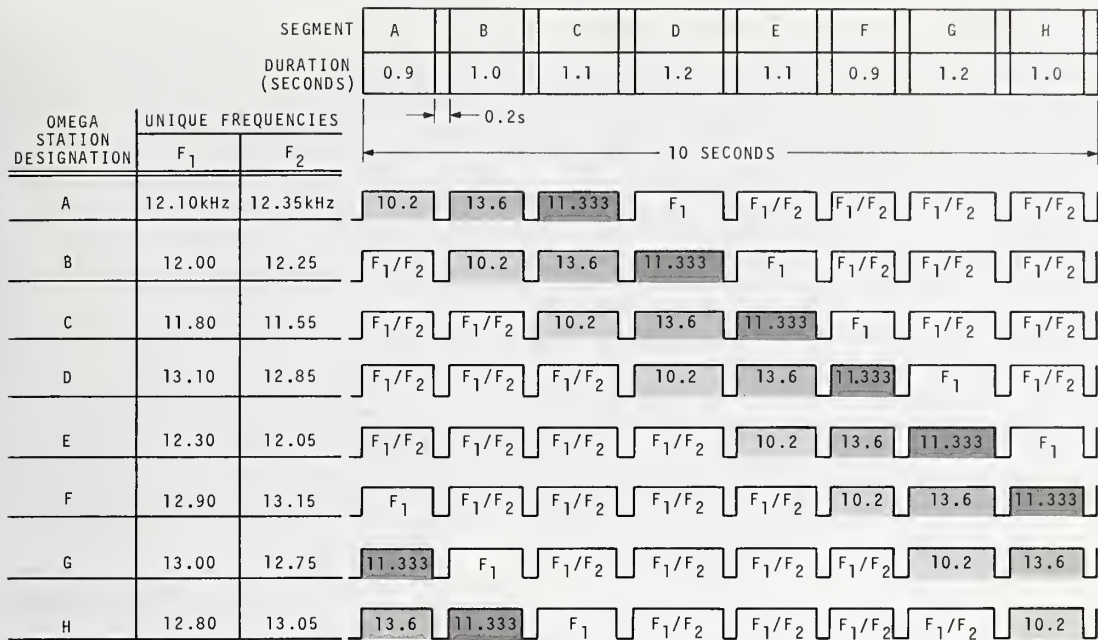 SEGMENT A B C D E F G H
DURATION (SECONDS) 0.9 1.0 1.1 1.2 1.1 0.9 1.2 1.0
0.2s
10 SECONDS
OMEGA STATION DESIGNATION UNIQUE FREQUENCIES
F1 F2
A 12.10kHz 12.35kHz 10.2 13.6 11.333 F1 F1/F2 F1/F2 F1/F2 F1/F2
B 12.00 12.25 F1/F2 10.2 13.6 11.333 F1 F1/F2 F1/F2 F1/F2
C 11.80 11.55 F1/F2 F1/F2 10.2 13.6 11.333 F1 F1/F2 F1/F2
D 13.10 12.85 F1/F2 F1/F2 F1/F2 10.2 13.6 11.333 F1 F1/F2
E 12.30 12.05 F1/F2 F1/F2 F1/F2 F1/F2 10.2 13.6 11.333 F1
F 12.90 13.15 F1 F1/F2 F1/F2 F1/F2 F1/F2 10.2 13.6 11.333
G 13.00 12.75 11.333 F1 F1/F2 F1/F2 F1/F2 F1/F2 10.2 13.6
H 12.80 13.05 13.6 11.333 F1 F1/F2 F1/F2 F1/F2 F1/F2 10.2